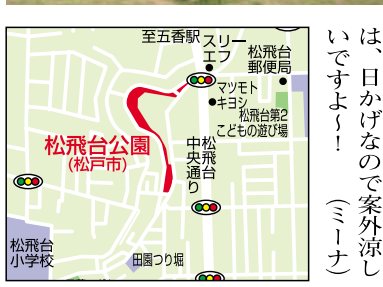 は、日かげなので案外涼し
いですよ～！　（ミーナ）
至五香駅
スリー
エフ
松飛台
郵便局
マツモト
キヨシ
松飛台第2
こどもの遊び場
松飛台公園
(松戸市)
松飛台
中央通り
松飛台
小学校
田園つり堀